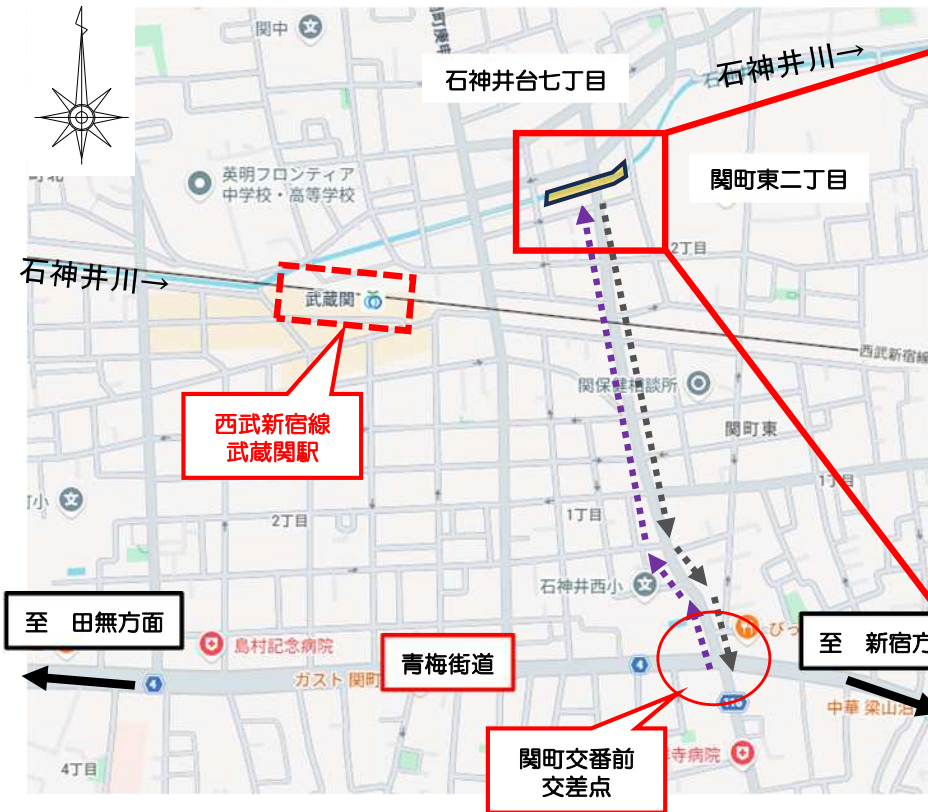 関中
石神井台七丁目
石神井川→
英明フロンティア
中学校・高等学校
関町東二丁目
2丁目
石神井川→
武蔵関
西武新宿線
西武新宿線
武蔵関駅
関保健相談所
関町東
1丁目
2丁目
1丁目
石神井西小
至 田無方面
島村記念病院
青梅街道
4
4
ガスト 関町
至 新宿方
中華 梁山泊
関町交番前
交差点
寺病院
4丁目